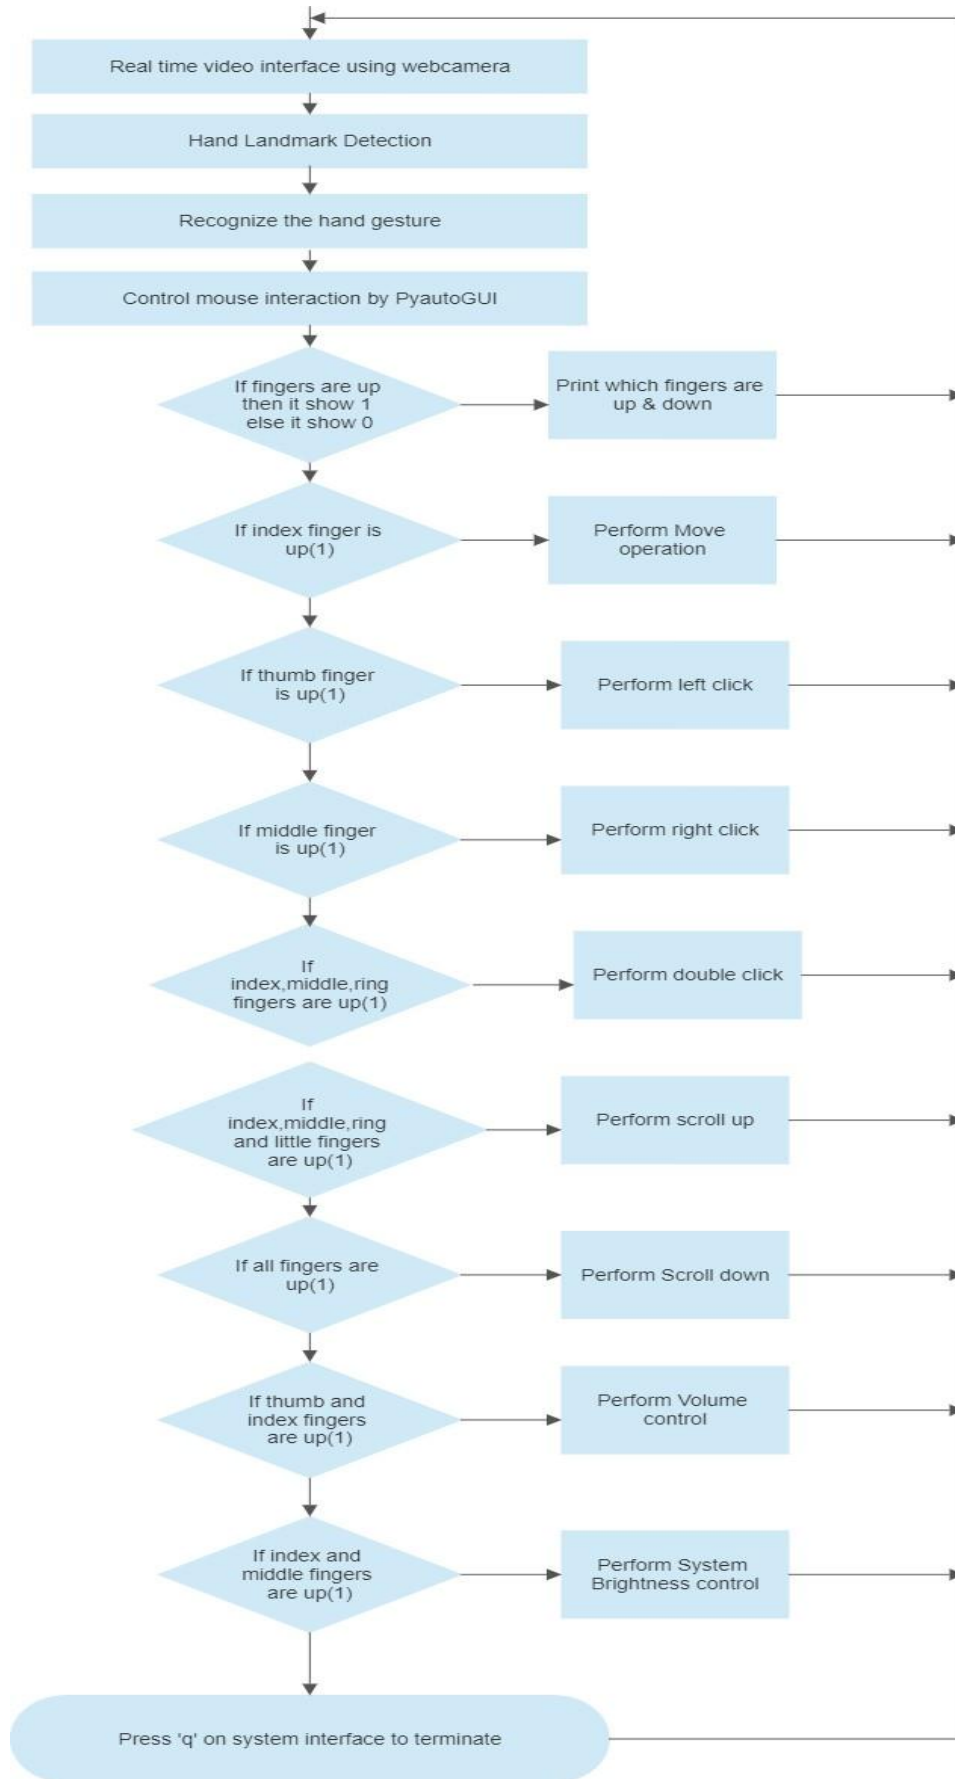 Real time video interface using webcamera
Hand Landmark Detection
Recognize the hand gesture
Control mouse interaction by PyautoGUI
If fingers are up
then it show 1
else it show 0
Print which fingers are
up & down
If index finger is
up(1)
Perform Move
operation
If thumb finger
is up(1)
Perform left click
If middle finger
is up(1)
Perform right click
If
index,middle,ring
fingers are up(1)
Perform double click
If
index,middle,ring
and little fingers
are up(1)
Perform scroll up
If all fingers are
up(1)
Perform Scroll down
If thumb and
index fingers
are up(1)
Perform Volume
control
If index and
middle fingers
are up(1)
Perform System
Brightness control
Press 'q' on system interface to terminate